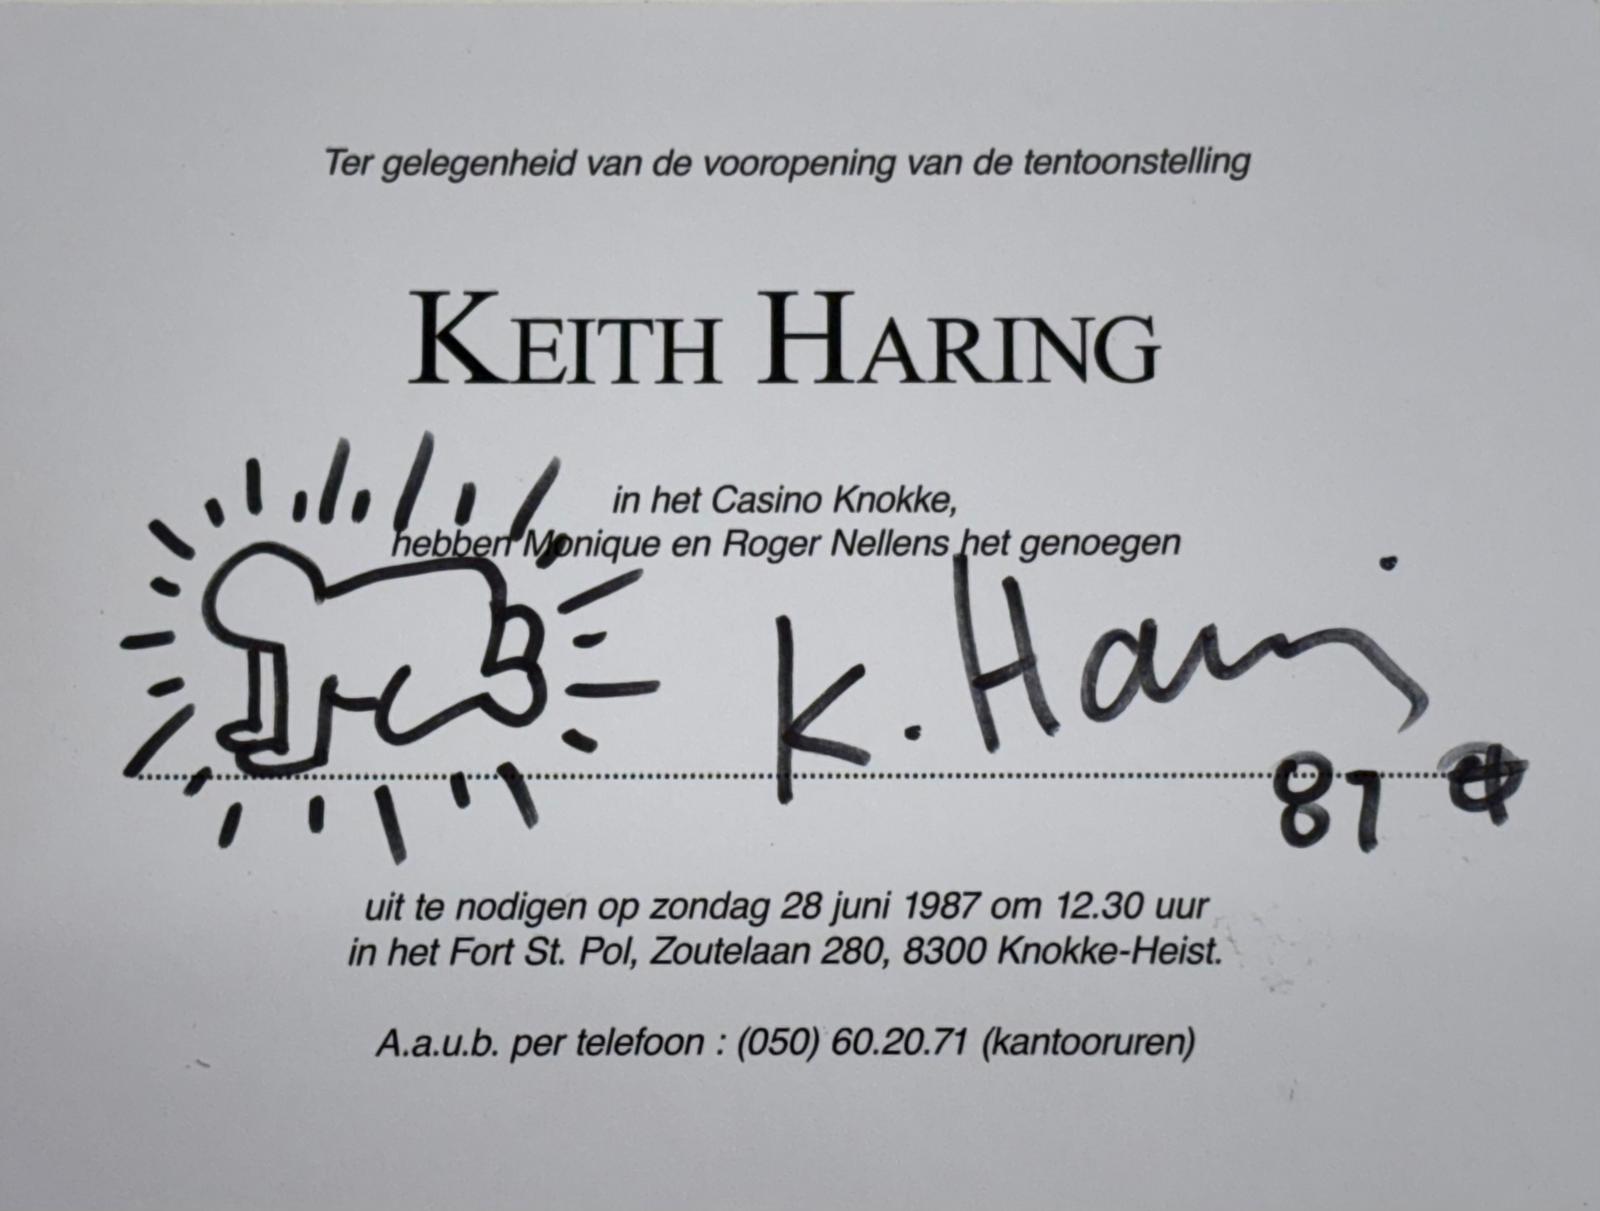 Ter gelegenheid van de vooropening van de tentoonstelling
KEITH HARING
in het Casino Knokke,
hebben Monique en Roger Nellens het genoegen
K. Haring
87
uit te nodigen op zondag 28 juni 1987 om 12.30 uur
in het Fort St. Pol, Zoutelaan 280, 8300 Knokke-Heist.
A.a.u.b. per telefoon : (050) 60.20.71 (kantooruren)